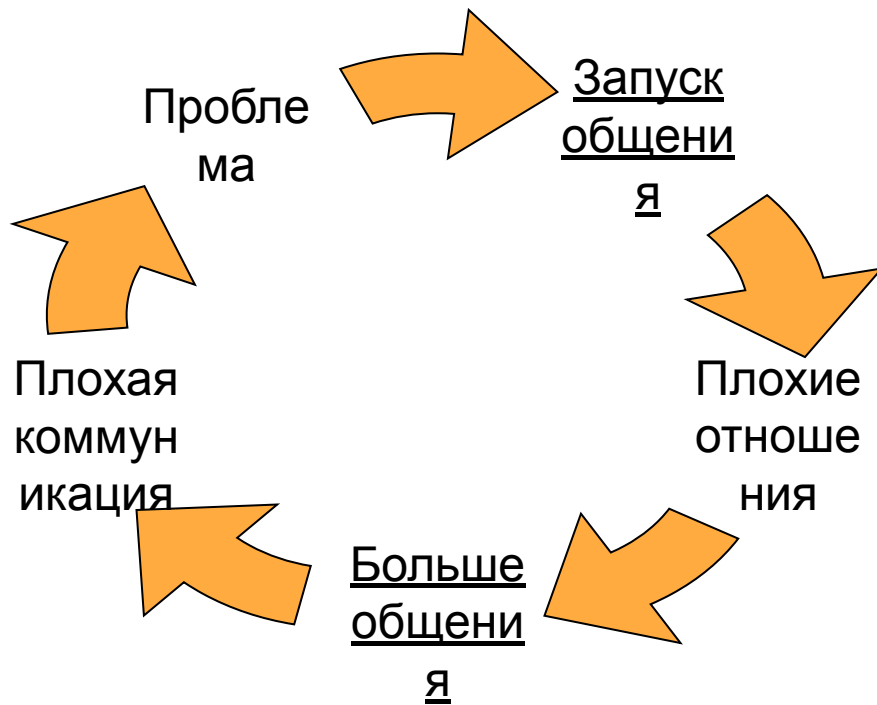 Пробле
ма
Запуск
общени
я
Плохие
отноше
ния
Больше
общени
я
Плохая
коммун
икация